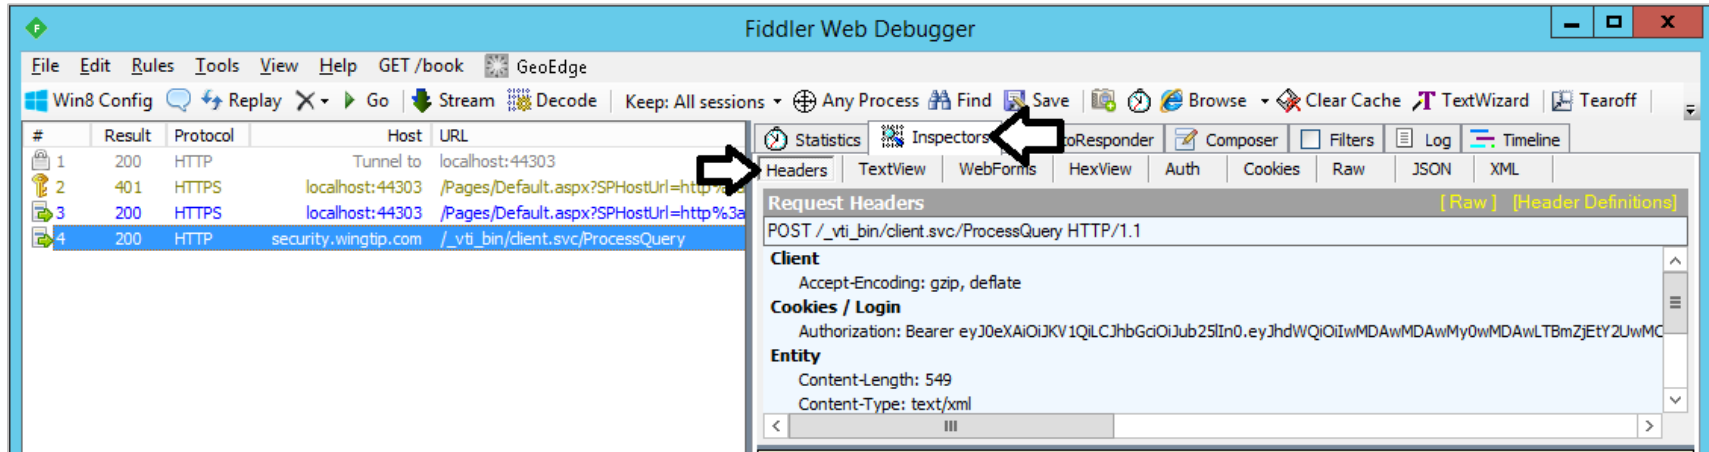 Fiddler Web Debugger
File Edit Rules Tools View Help GET /book GeoEdge
Win8 Config Replay Go Stream Decode Keep: All sessions Any Process Find Save Browse Clear Cache TextWizard Tearoff
# Result Protocol Host URL
1 200 HTTP Tunnel to localhost:44303
2 401 HTTPS localhost:44303 /Pages/Default.aspx?SPHostUrl=http%3a
3 200 HTTPS localhost:44303 /Pages/Default.aspx?SPHostUrl=http%3a
4 200 HTTP security.wingtip.com /_vti_bin/client.svc/ProcessQuery
Statistics Inspectors toResponder Composer Filters Log Timeline
Headers TextView WebForms HexView Auth Cookies Raw JSON XML
Request Headers [ Raw ] [Header Definitions]
POST /_vti_bin/client.svc/ProcessQuery HTTP/1.1
Client
Accept-Encoding: gzip, deflate
Cookies / Login
Authorization: Bearer eyJ0eXAiOiJKV1QiLCJhbGciOiJub25lIn0.eyJhdWQiOiIwMDAwMDAwMy0wMDAwLTBmZjEtY2UwMC
Entity
Content-Length: 549
Content-Type: text/xml